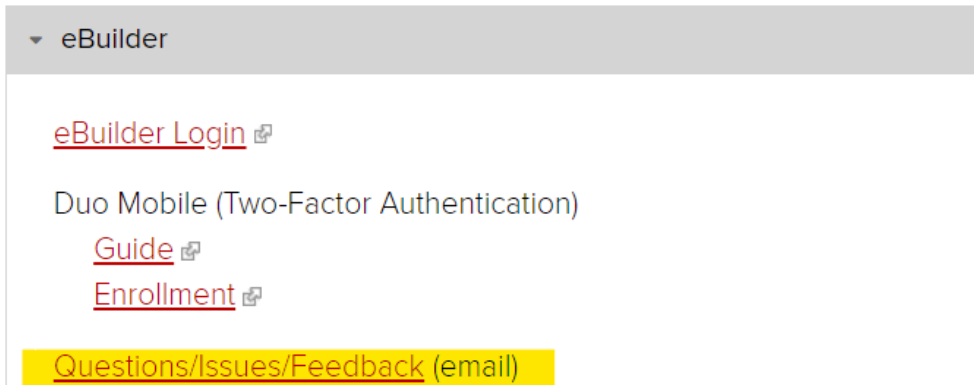 eBuilder
eBuilder Login
Duo Mobile (Two-Factor Authentication)
Guide
Enrollment
Questions/Issues/Feedback (email)